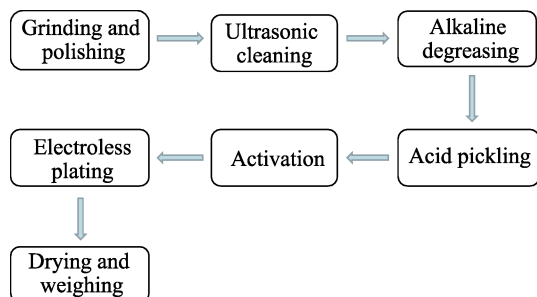 Grinding and
polishing
Ultrasonic
cleaning
Alkaline
degreasing
Acid pickling
Activation
Electroless
plating
Drying and
weighing